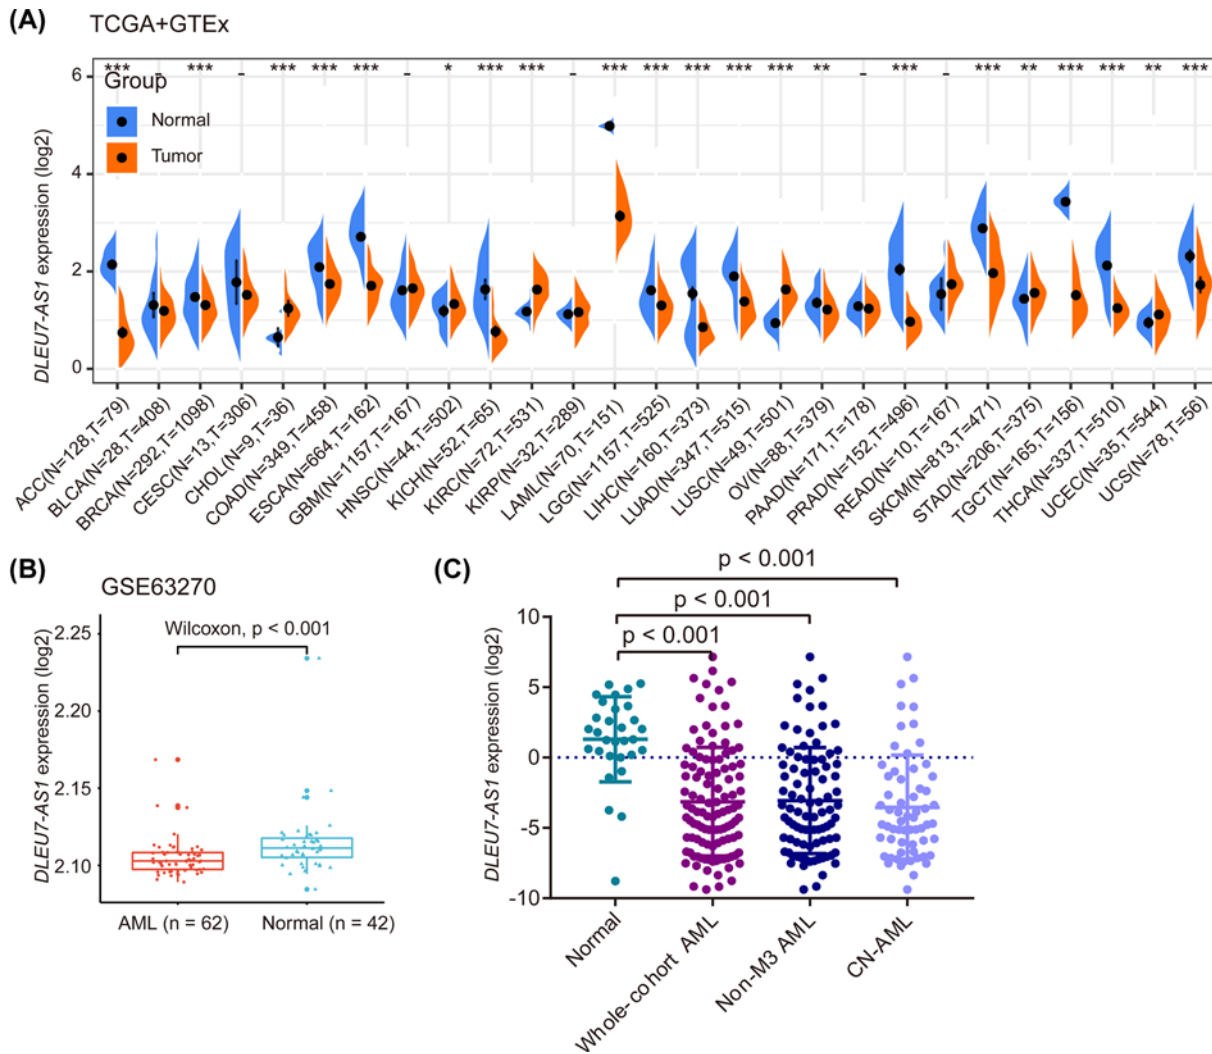 (A)
TCGA+GTEx
*** - *** - *** *** *** - * *** *** - *** *** *** *** *** ** - *** - *** ** *** *** ** ***
Group
Normal
Tumor
DLEU7-AS1 expression (log2)
6
4
2
0
ACC(N=128,T=79)
BLCA(N=28,T=408)
BRCA(N=292,T=1098)
CESC(N=13,T=306)
CHOL(N=9,T=36)
COAD(N=349,T=458)
ESCA(N=664,T=162)
GBM(N=1157,T=167)
HNSC(N=44,T=502)
KICH(N=52,T=65)
KIRC(N=72,T=531)
KIRP(N=32,T=289)
LAML(N=70,T=151)
LGG(N=1157,T=525)
LIHC(N=160,T=373)
LUAD(N=347,T=515)
LUSC(N=49,T=501)
OV(N=88,T=379)
PAAD(N=171,T=178)
PRAD(N=152,T=496)
READ(N=10,T=167)
SKCM(N=813,T=471)
STAD(N=206,T=375)
TGCT(N=165,T=156)
THCA(N=337,T=510)
UCEC(N=35,T=544)
UCS(N=78,T=56)
(B)
GSE63270
Wilcoxon, p < 0.001
DLEU7-AS1 expression (log2)
2.25
2.20
2.15
2.10
AML (n = 62)
Normal (n = 42)
(C)
p < 0.001
p < 0.001
p < 0.001
DLEU7-AS1 expression (log2)
10
5
0
-5
-10
Normal
Whole-cohort AML
Non-M3 AML
CN-AML